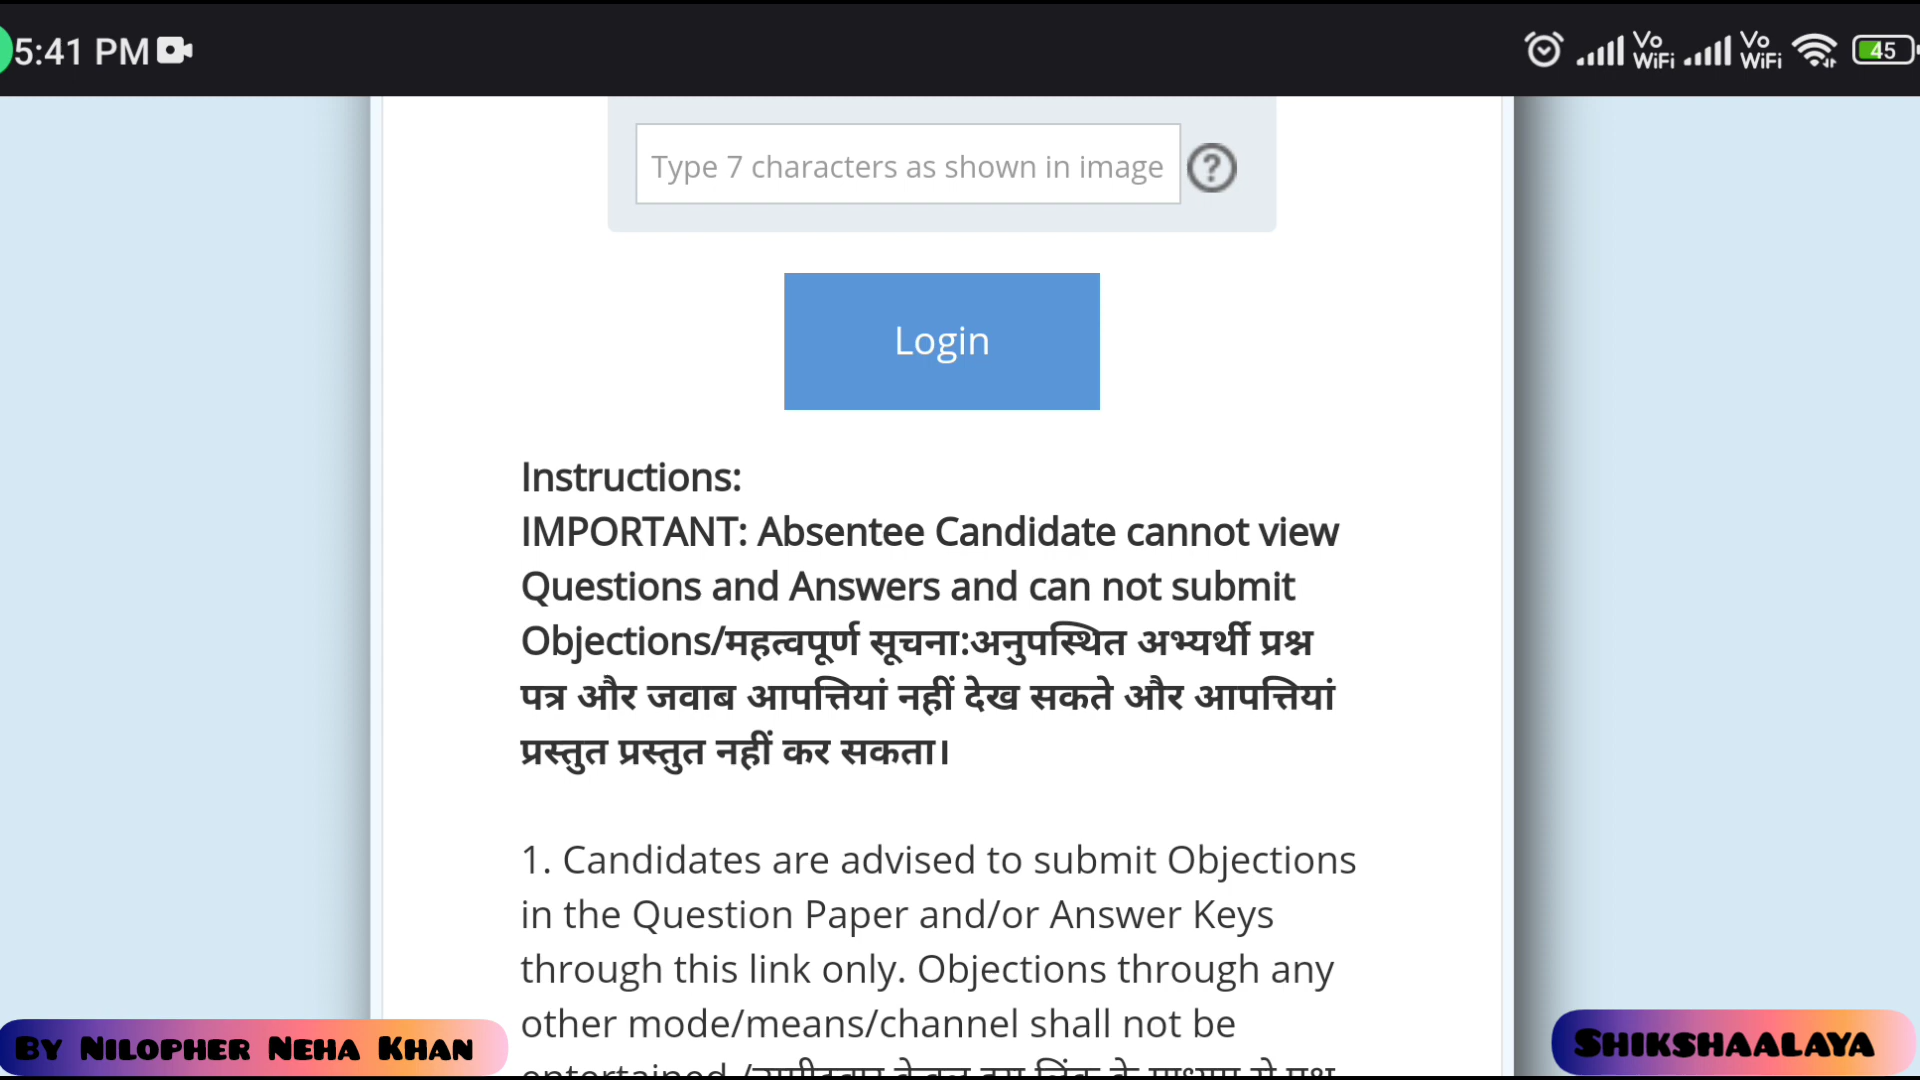 5:41 PM
Vo WiFi Vo WiFi 45
Type 7 characters as shown in image
Login
Instructions:
IMPORTANT: Absentee Candidate cannot view
Questions and Answers and can not submit
Objections/महत्वपूर्ण सूचना:अनुपस्थित अभ्यर्थी प्रश्न
पत्र और जवाब आपत्तियां नहीं देख सकते और आपत्तियां
प्रस्तुत प्रस्तुत नहीं कर सकता।
1. Candidates are advised to submit Objections
in the Question Paper and/or Answer Keys
through this link only. Objections through any
other mode/means/channel shall not be
By Nilopher Neha Khan
Shikshaalaya